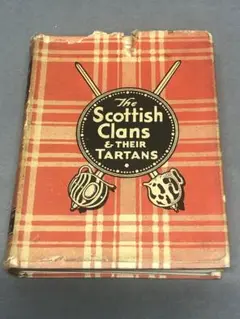 The
Scottish
Clans
& THEIR
TARTANS